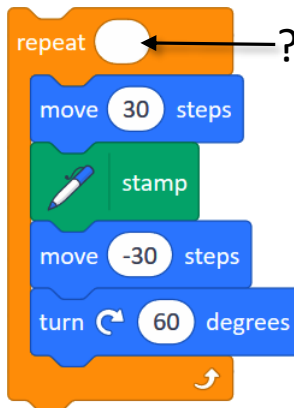 repeat ?
move 30 steps
stamp
move -30 steps
turn 60 degrees